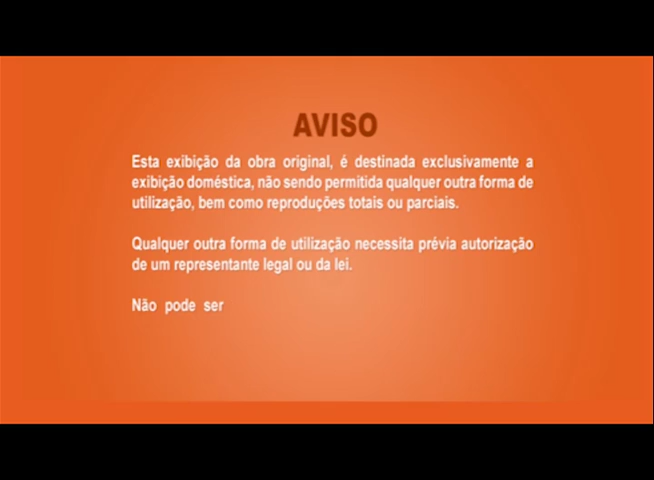 AVISO
Esta exibição da obra original, é destinada exclusivamente a
exibição doméstica, não sendo permitida qualquer outra forma de
utilização, bem como reproduções totais ou parciais.
Qualquer outra forma de utilização necessita prévia autorização
de um representante legal ou da lei.
Não pode ser